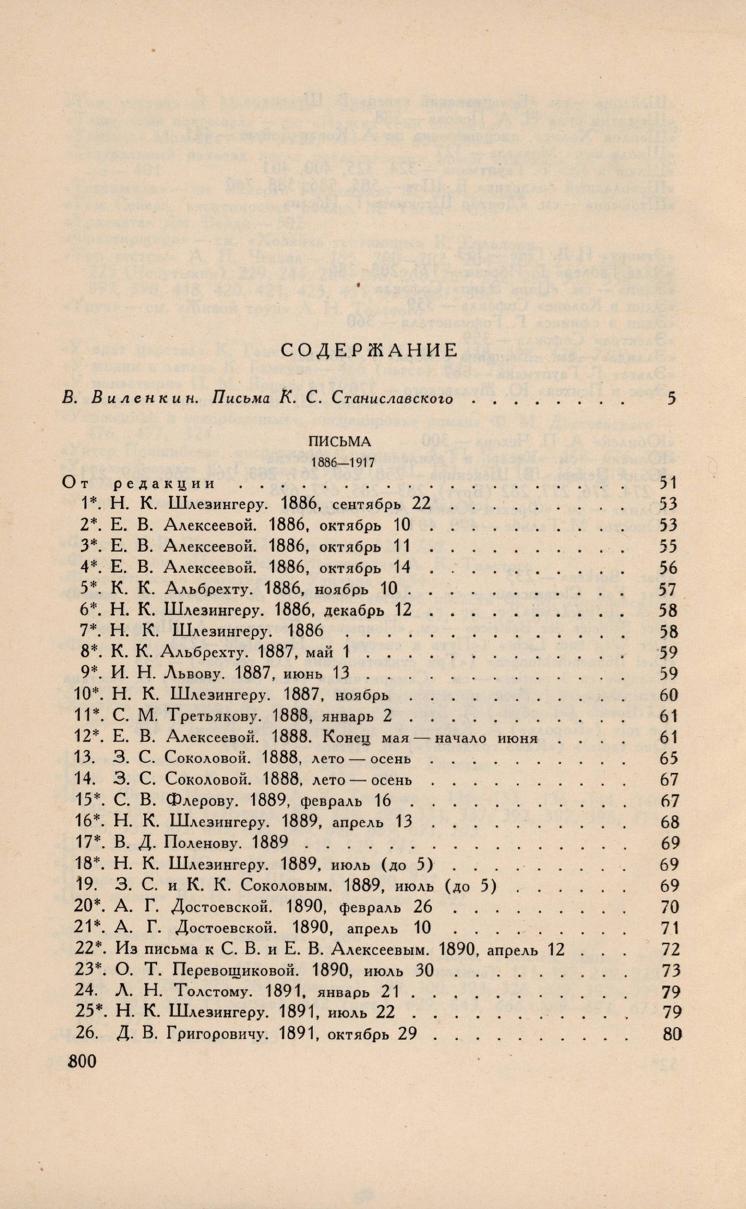 СОДЕРЖАНИЕ
В. Виленкин. Письма К. С. Станиславского . . . . . . . . 5
ПИСЬМА
1886—1917
От редакции . . . . . . . . . . . . . . . . . . 51
1*. Н. К. Шлезингеру. 1886, сентябрь 22 . . . . . . . . . 53
2*. Е. В. Алексеевой. 1886, октябрь 10 . . . . . . . . . . 53
3*. Е. В. Алексеевой. 1886, октябрь 11 . . . . . . . . . . 55
4*. Е. В. Алексеевой. 1886, октябрь 14 . . . . . . . . . . 56
5*. К. К. Альбрехту. 1886, ноябрь 10 . . . . . . . . . . . 57
6*. Н. К. Шлезингеру. 1886, декабрь 12 . . . . . . . . . . 58
7*. Н. К. Шлезингеру. 1886 . . . . . . . . . . . . . . 58
8*. К. К. Альбрехту. 1887, май 1 . . . . . . . . . . . . . 59
9*. И. Н. Львову. 1887, июнь 13 . . . . . . . . . . . . . 59
10*. Н. К. Шлезингеру. 1887, ноябрь . . . . . . . . . . . 60
11*. С. М. Третьякову. 1888, январь 2 . . . . . . . . . . . 61
12*. Е. В. Алексеевой. 1888. Конец мая — начало июня . . . . 61
13. З. С. Соколовой. 1888, лето — осень . . . . . . . . . . 65
14. З. С. Соколовой. 1888, лето — осень . . . . . . . . . . 67
15*. С. В. Флерову. 1889, февраль 16 . . . . . . . . . . . 67
16*. Н. К. Шлезингеру. 1889, апрель 13 . . . . . . . . . . 68
17*. В. Д. Поленову. 1889 . . . . . . . . . . . . . . . . 69
18*. Н. К. Шлезингеру. 1889, июль (до 5) . . . . . . . . . 69
19. З. С. и К. К. Соколовым. 1889, июль (до 5) . . . . . . 69
20*. А. Г. Достоевской. 1890, февраль 26 . . . . . . . . . 70
21*. А. Г. Достоевской. 1890, апрель 10 . . . . . . . . . . 71
22*. Из письма к С. В. и Е. В. Алексеевым. 1890, апрель 12 . . . 72
23*. О. Т. Перевощиковой. 1890, июль 30 . . . . . . . . . 73
24. Л. Н. Толстому. 1891, январь 21 . . . . . . . . . . . 79
25*. Н. К. Шлезингеру. 1891, июль 22 . . . . . . . . . . . 79
26. Д. В. Григоровичу. 1891, октябрь 29 . . . . . . . . . . 80
800